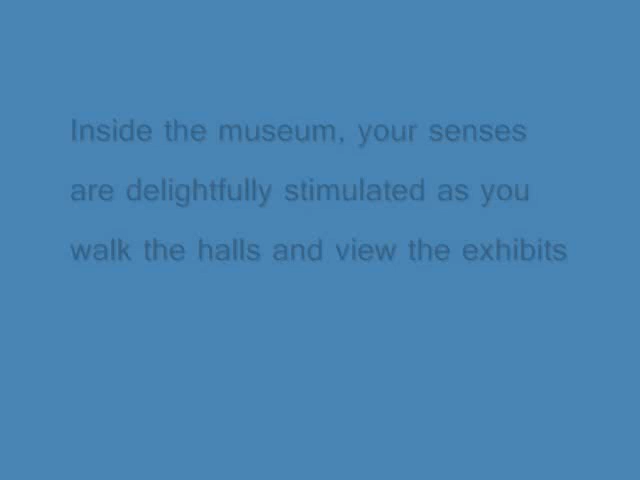 Inside the museum, your senses
are delightfully stimulated as you
walk the halls and view the exhibits